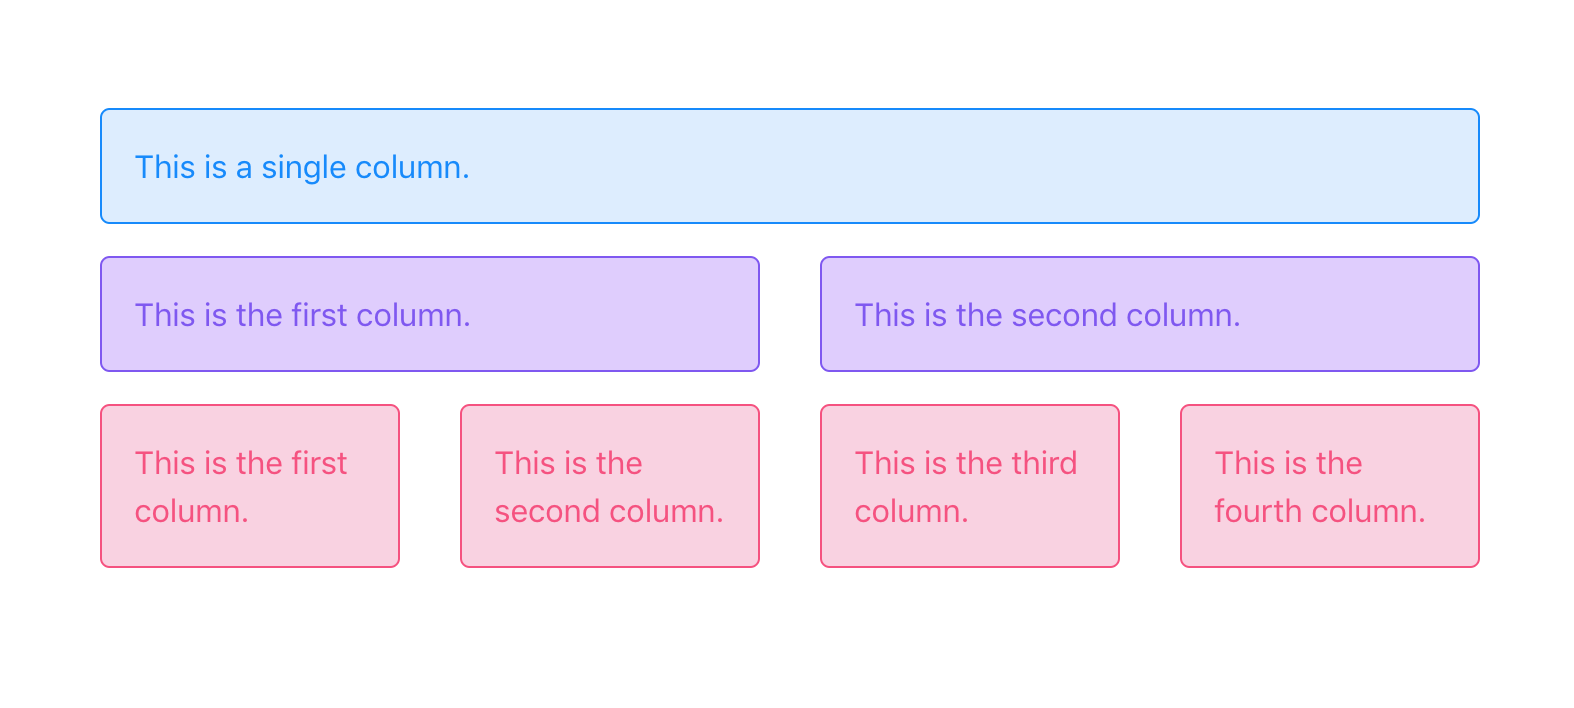 This is a single column.
This is the first column.
This is the second column.
This is the first
column.
This is the
second column.
This is the third
column.
This is the
fourth column.